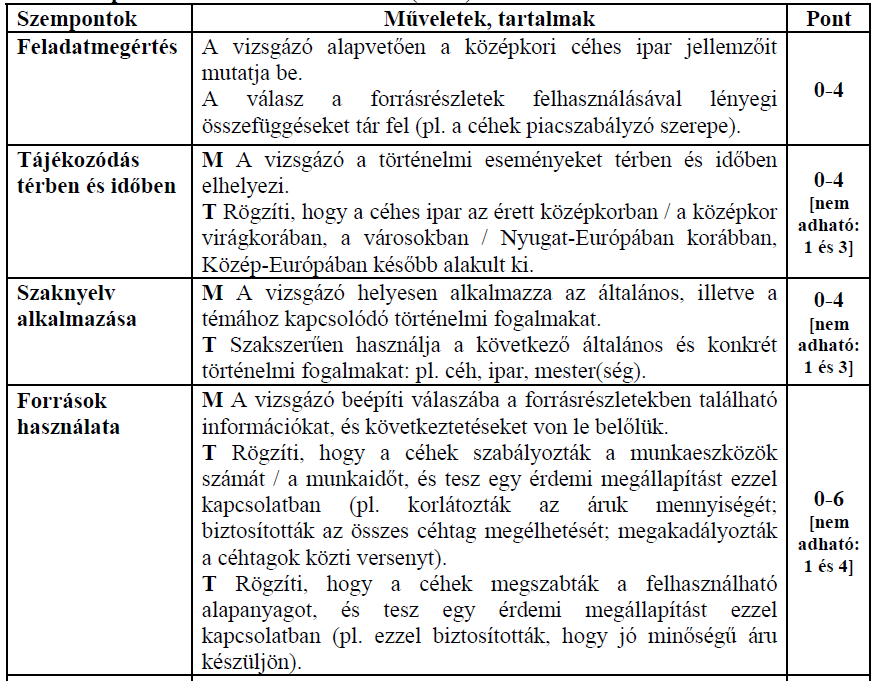 Szempontok Műveletek, tartalmak Pont
Feladatmegértés
A vizsgázó alapvetően a középkori céhes ipar jellemzőit
mutatja be.
A válasz a forrásrészletek felhasználásával lényegi
összefüggéseket tár fel (pl. a céhek piacszabályzó szerepe).
0-4
Tájékozódás
térben és időben
M A vizsgázó a történelmi eseményeket térben és időben
elhelyezi.
T Rögzíti, hogy a céhes ipar az érett középkorban / a középkor
virágkorában, a városokban / Nyugat-Európában korábban,
Közép-Európában később alakult ki.
0-4
[nem
adható:
1 és 3]
Szaknyelv
alkalmazása
M A vizsgázó helyesen alkalmazza az általános, illetve a
témához kapcsolódó történelmi fogalmakat.
T Szakszerűen használja a következő általános és konkrét
történelmi fogalmakat: pl. céh, ipar, mester(ség).
0-4
[nem
adható:
1 és 3]
Források
használata
M A vizsgázó beépíti válaszába a forrásrészletekben található
információkat, és következtetéseket von le belőlük.
T Rögzíti, hogy a céhek szabályozták a munkaeszközök
számát / a munkaidőt, és tesz egy érdemi megállapítást ezzel
kapcsolatban (pl. korlátozták az áruk mennyiségét;
biztosították az összes céhtag megélhetését; megakadályozták
a céhtagok közti versenyt).
T Rögzíti, hogy a céhek megszabták a felhasználható
alapanyagot, és tesz egy érdemi megállapítást ezzel
kapcsolatban (pl. ezzel biztosították, hogy jó minőségű áru
készüljön).
0-6
[nem
adható:
1 és 4]